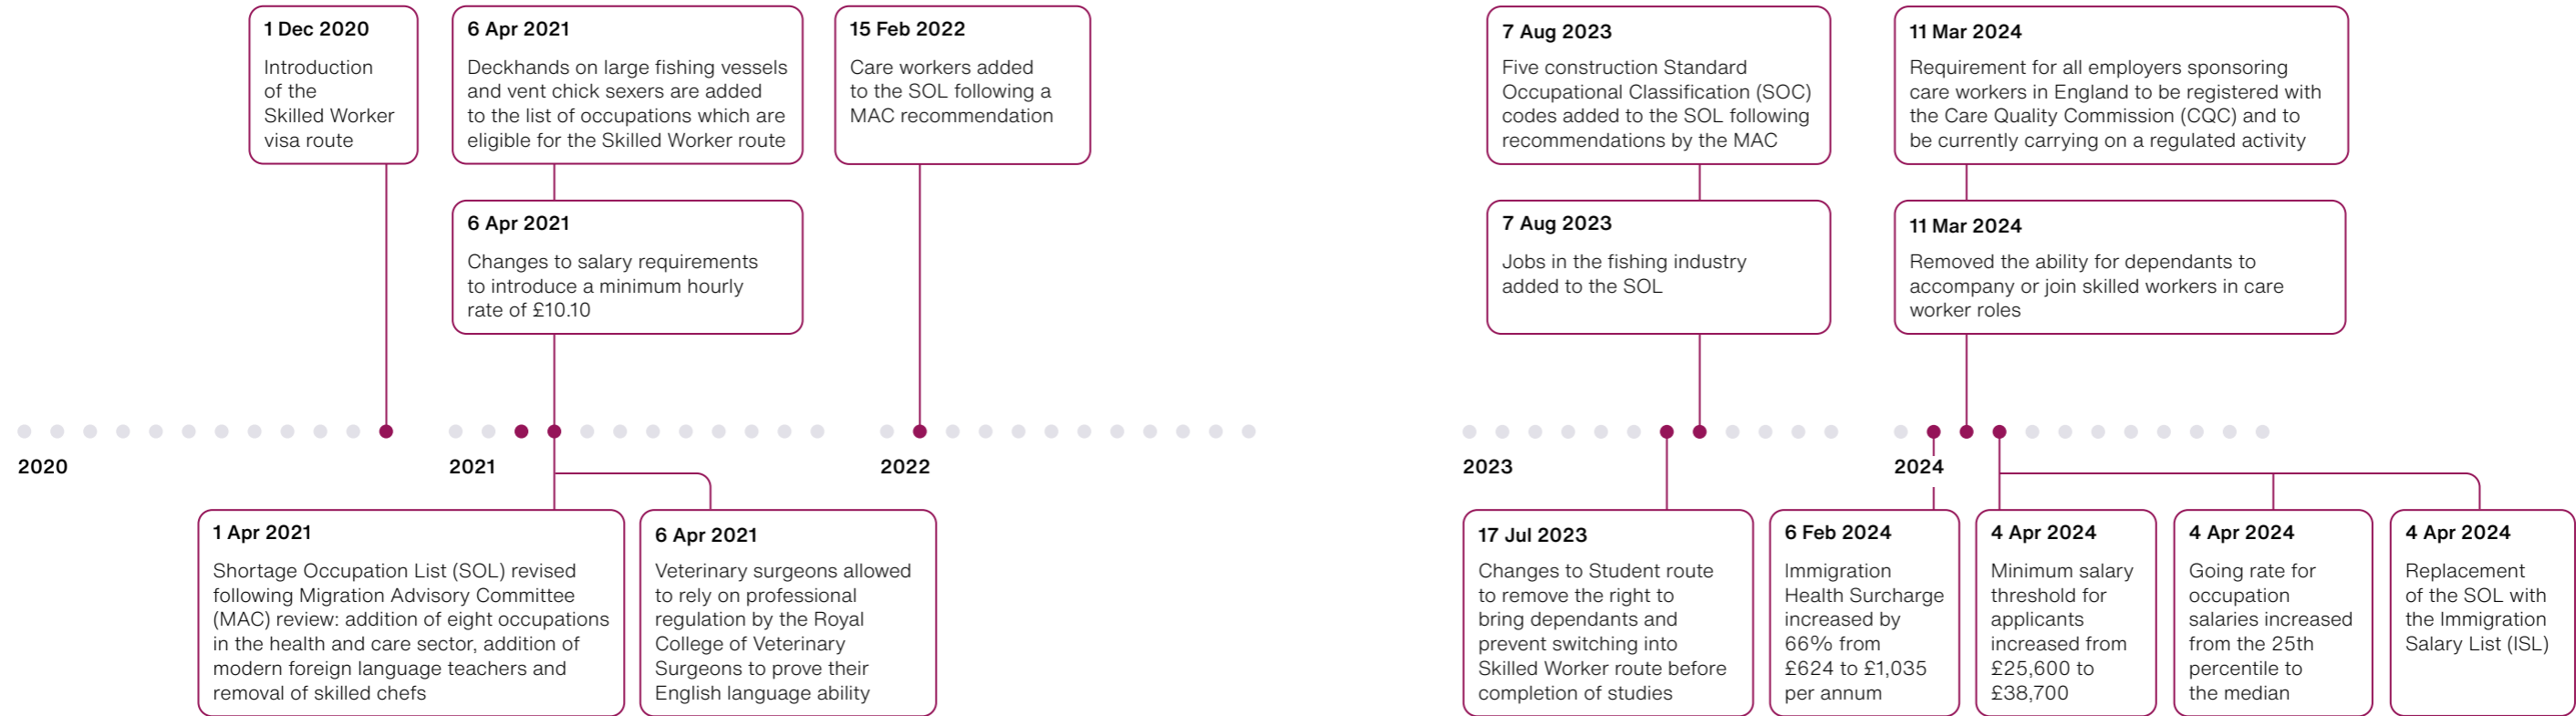 1 Dec 2020
Introduction
of the
Skilled Worker
visa route
6 Apr 2021
Deckhands on large fishing vessels
and vent chick sexers are added
to the list of occupations which are
eligible for the Skilled Worker route
6 Apr 2021
Changes to salary requirements
to introduce a minimum hourly
rate of £10.10
15 Feb 2022
Care workers added
to the SOL following a
MAC recommendation
7 Aug 2023
Five construction Standard
Occupational Classification (SOC)
codes added to the SOL following
recommendations by the MAC
7 Aug 2023
Jobs in the fishing industry
added to the SOL
11 Mar 2024
Requirement for all employers sponsoring
care workers in England to be registered with
the Care Quality Commission (CQC) and to
be currently carrying on a regulated activity
11 Mar 2024
Removed the ability for dependants to
accompany or join skilled workers in care
worker roles
2020
2021
2022
2023
2024
1 Apr 2021
Shortage Occupation List (SOL) revised
following Migration Advisory Committee
(MAC) review: addition of eight occupations
in the health and care sector, addition of
modern foreign language teachers and
removal of skilled chefs
6 Apr 2021
Veterinary surgeons allowed
to rely on professional
regulation by the Royal
College of Veterinary
Surgeons to prove their
English language ability
17 Jul 2023
Changes to Student route
to remove the right to
bring dependants and
prevent switching into
Skilled Worker route before
completion of studies
6 Feb 2024
Immigration
Health Surcharge
increased by
66% from
£624 to £1,035
per annum
4 Apr 2024
Minimum salary
threshold for
applicants
increased from
£25,600 to
£38,700
4 Apr 2024
Going rate for
occupation
salaries increased
from the 25th
percentile to
the median
4 Apr 2024
Replacement
of the SOL with
the Immigration
Salary List (ISL)